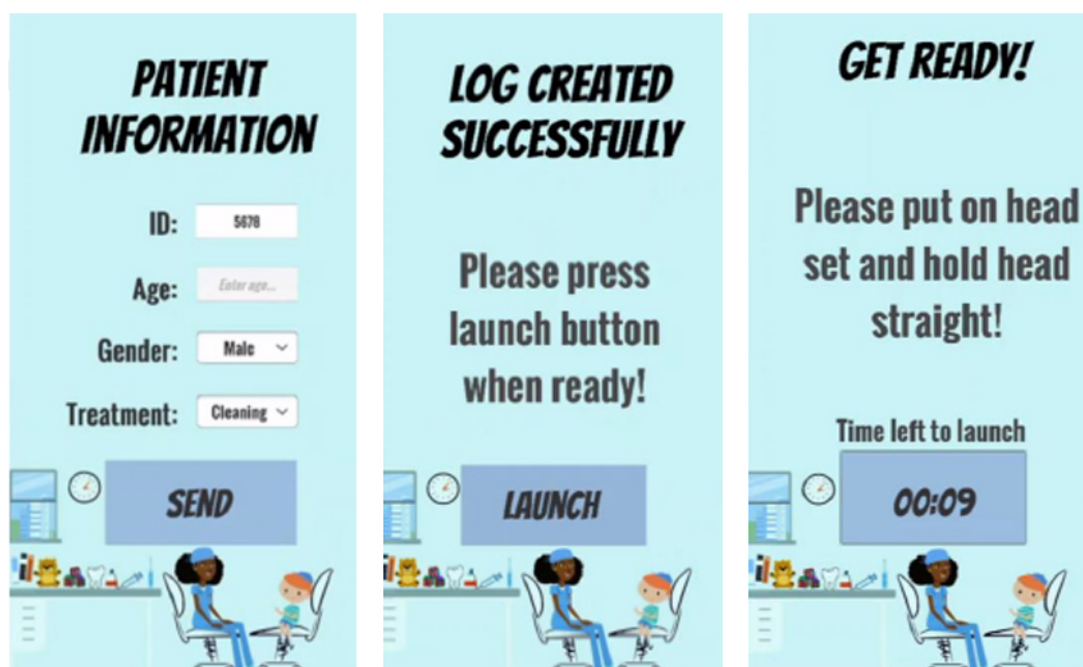 PATIENT
INFORMATION
ID: 5678
Age: Enter age...
Gender: Male
Treatment: Cleaning
SEND
LOG CREATED
SUCCESSFULLY
Please press
launch button
when ready!
LAUNCH
GET READY!
Please put on head
set and hold head
straight!
Time left to launch
00:09